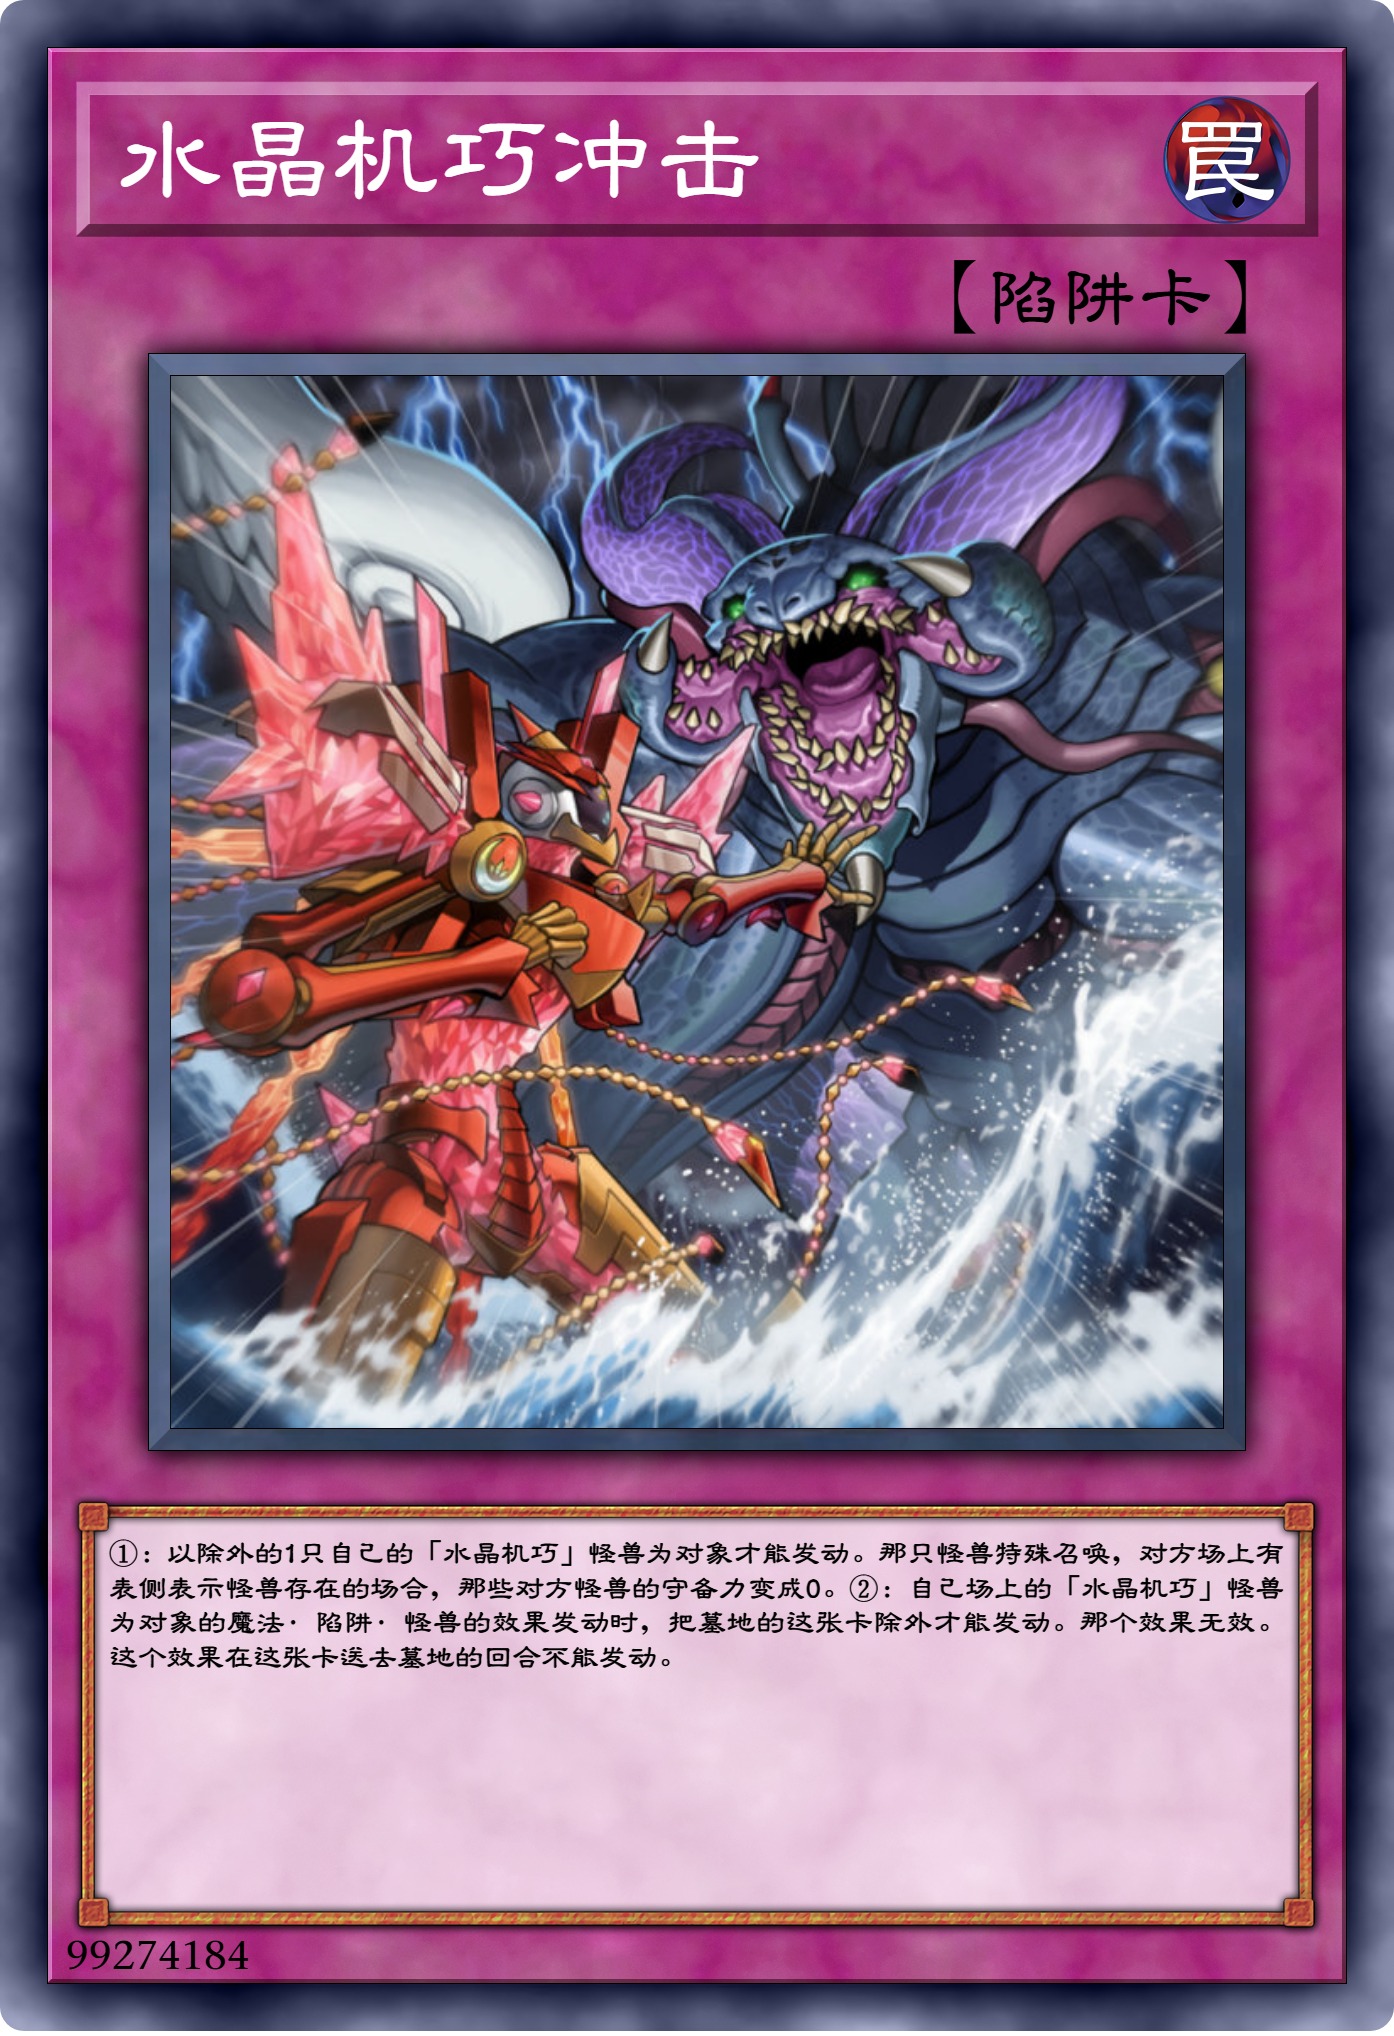 水晶机巧冲击
罠
【陷阱卡】
①：以除外的1只自己的「水晶机巧」怪兽为对象才能发动。那只怪兽特殊召唤，对方场上有
表侧表示怪兽存在的场合，那些对方怪兽的守备力变成0。②：自己场上的「水晶机巧」怪兽
为对象的魔法·陷阱·怪兽的效果发动时，把墓地的这张卡除外才能发动。那个效果无效。
这个效果在这张卡送去墓地的回合不能发动。
99274184